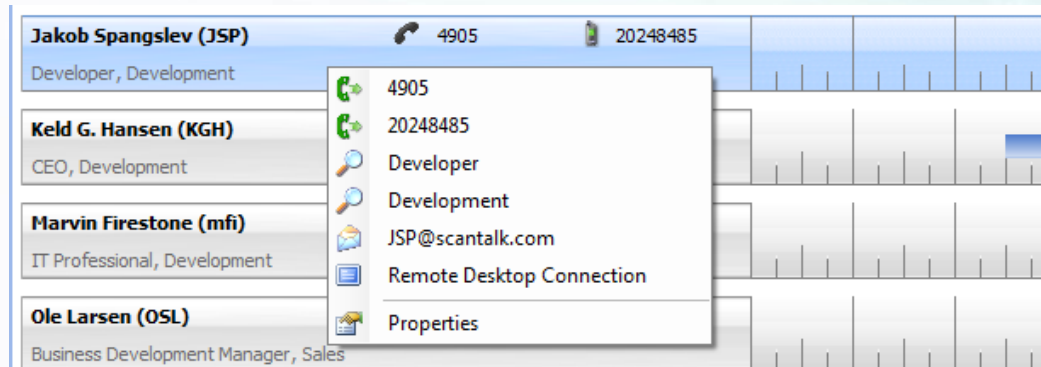 Jakob Spangslev (JSP) 4905 20248485
Developer, Development
4905
20248485
Developer
Development
JSP@scantalk.com
Remote Desktop Connection
Properties
Keld G. Hansen (KGH)
CEO, Development
Marvin Firestone (mfi)
IT Professional, Development
Ole Larsen (OSL)
Business Development Manager, Sales